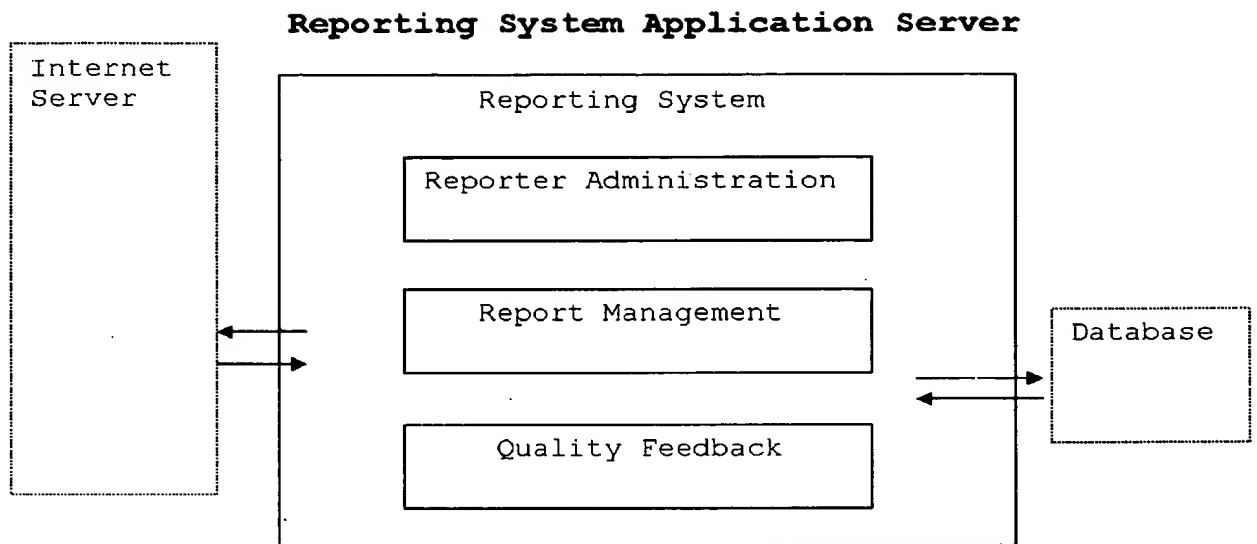 Reporting System Application Server
Internet
Server
Reporting System
Reporter Administration
Report Management
Database
Quality Feedback